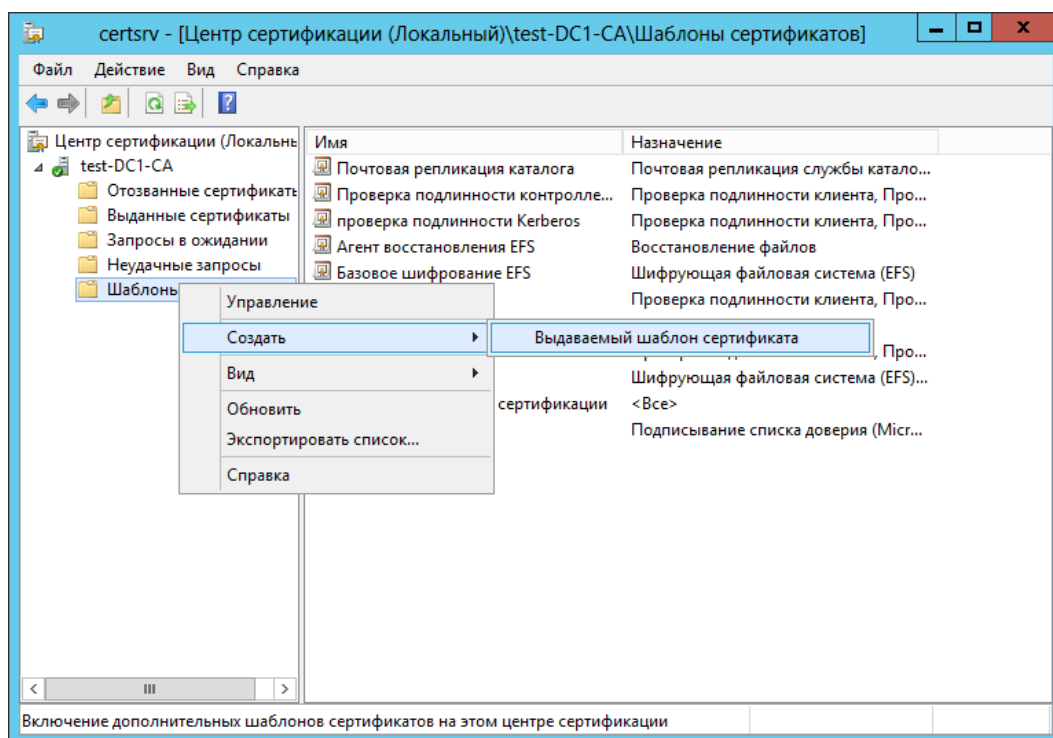 certsrv - [Центр сертификации (Локальный)\test-DC1-CA\Шаблоны сертификатов]
Файл Действие Вид Справка
Центр сертификации (Локальнь
test-DC1-CA
Отозванные сертификать
Выданные сертификаты
Запросы в ожидании
Неудачные запросы
Шаблоны
Имя Назначение
Почтовая репликация каталога Почтовая репликация службы катало...
Проверка подлинности контролле... Проверка подлинности клиента, Про...
проверка подлинности Kerberos Проверка подлинности клиента, Про...
Агент восстановления EFS Восстановление файлов
Базовое шифрование EFS Шифрующая файловая система (EFS)
Проверка подлинности клиента, Про...
, Про...
Шифрующая файловая система (EFS)...
сертификации <Все>
Подписывание списка доверия (Micr...
Управление
Создать
Выдаваемый шаблон сертификата
Вид
Обновить
Экспортировать список...
Справка
Включение дополнительных шаблонов сертификатов на этом центре сертификации